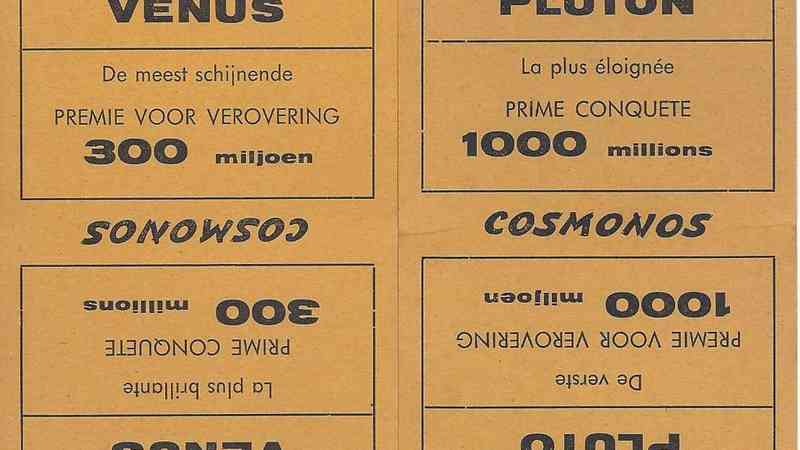 VENUS
De meest schijnende
PREMIE VOOR VEROVERING
300 miljoen
COSMONOS
300 millions
PRIME CONQUETE
La plus brillante
VENUS
PLUTON
La plus éloignée
PRIME CONQUETE
1000 millions
COSMONOS
1000 miljoen
PREMIE VOOR VEROVERING
De verste
PLUTO